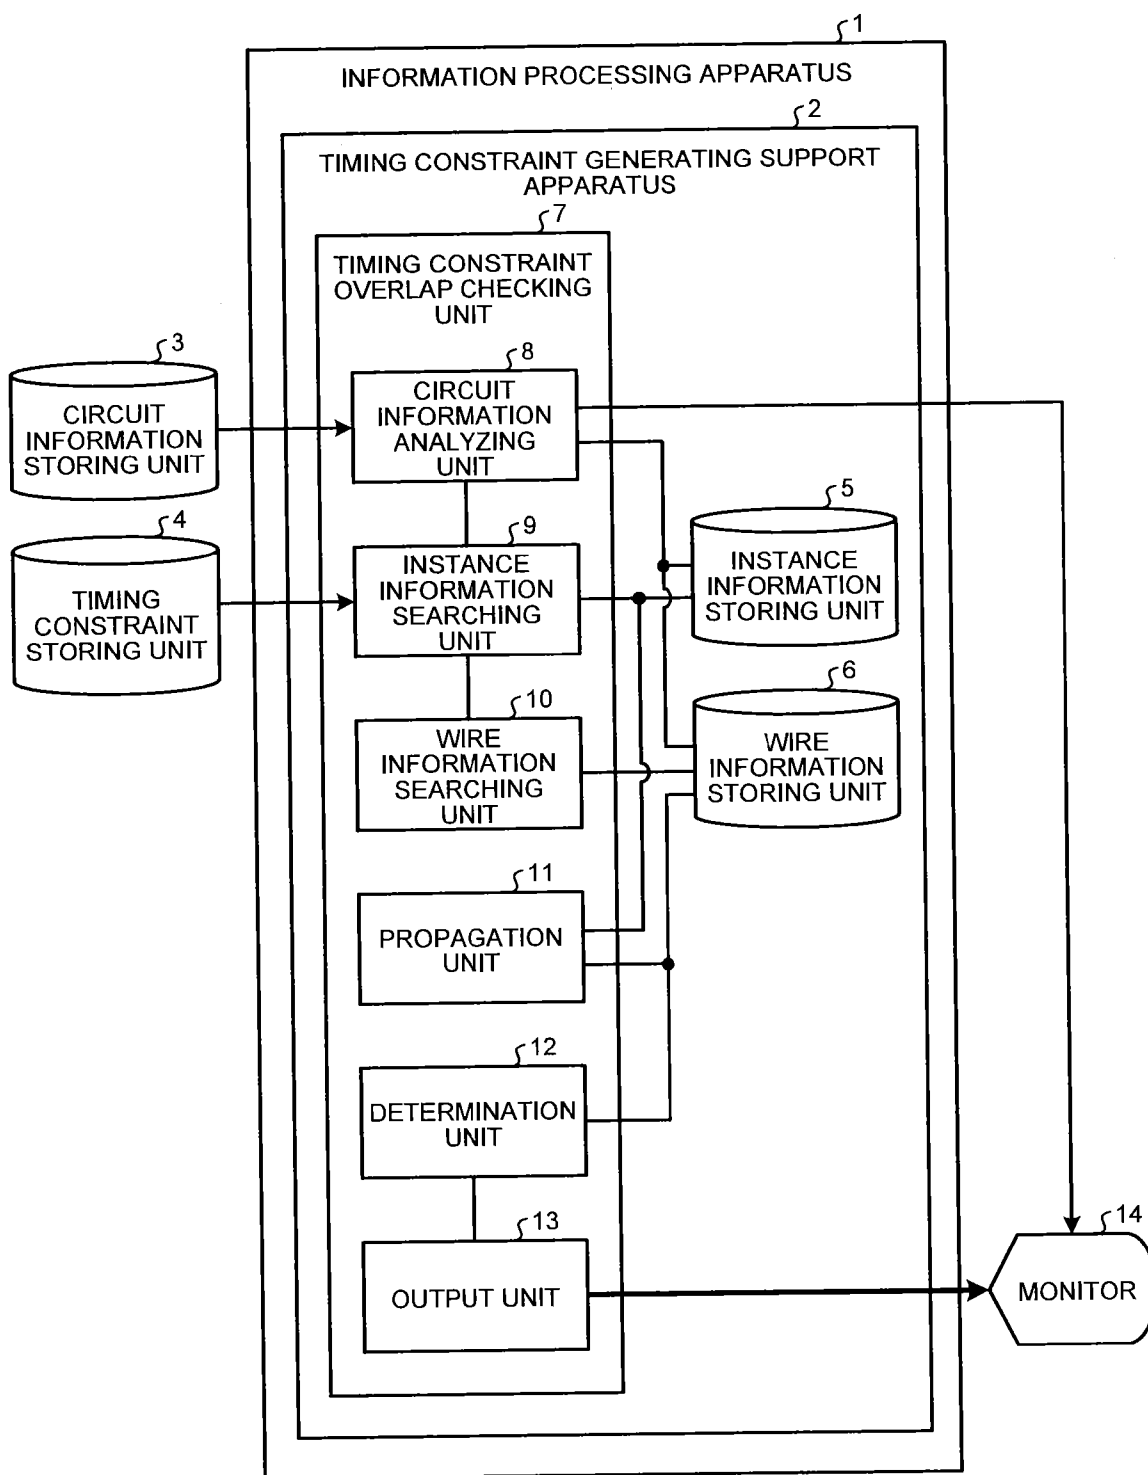 1
INFORMATION PROCESSING APPARATUS
2
TIMING CONSTRAINT GENERATING SUPPORT
APPARATUS
7
TIMING CONSTRAINT
OVERLAP CHECKING
UNIT
3
CIRCUIT
INFORMATION
STORING UNIT
8
CIRCUIT
INFORMATION
ANALYZING
UNIT
4
TIMING
CONSTRAINT
STORING UNIT
9
INSTANCE
INFORMATION
SEARCHING
UNIT
5
INSTANCE
INFORMATION
STORING UNIT
10
WIRE
INFORMATION
SEARCHING
UNIT
6
WIRE
INFORMATION
STORING UNIT
11
PROPAGATION
UNIT
12
DETERMINATION
UNIT
13
OUTPUT UNIT
14
MONITOR